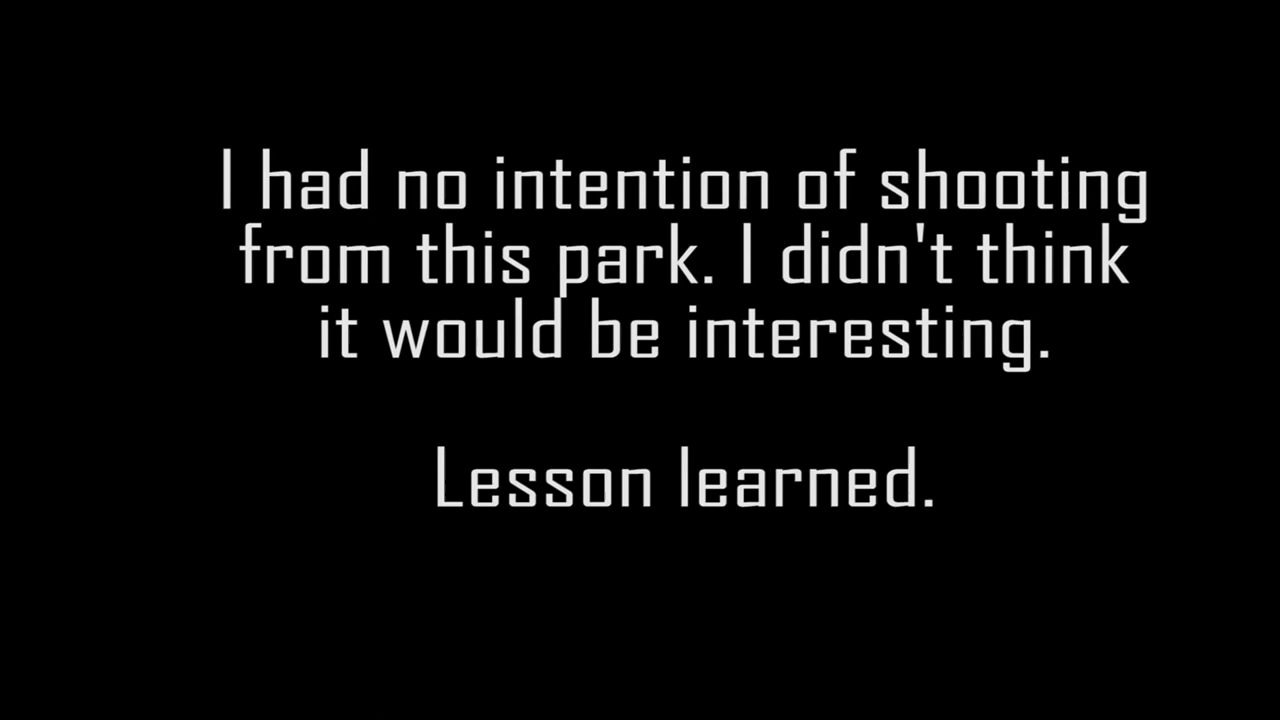 I had no intention of shooting
from this park. I didn't think
it would be interesting.
Lesson learned.